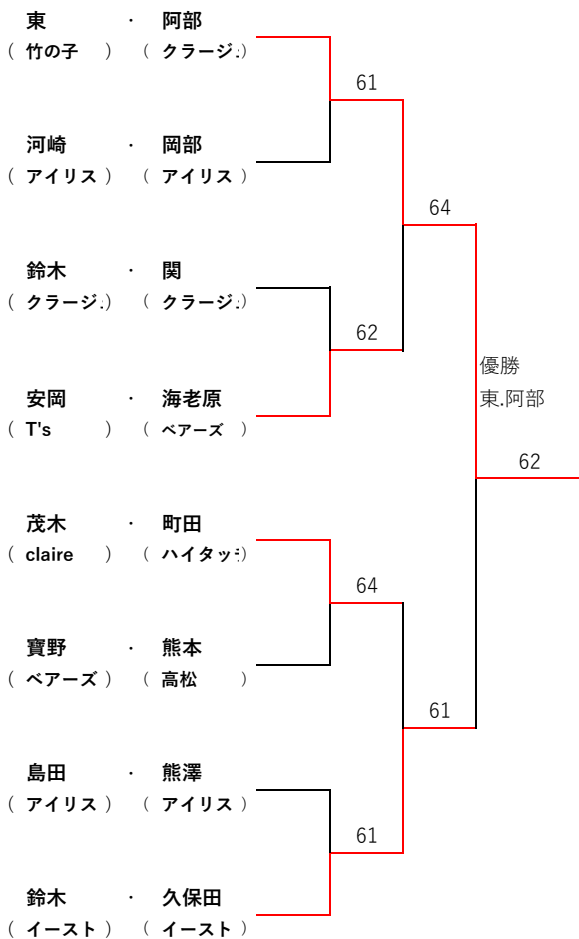 東 ・ 阿部
( 竹の子 ) ( クラージ )
61
河崎 ・ 岡部
( アイリス ) ( アイリス )
64
鈴木 ・ 関
( クラージ ) ( クラージ )
62
優勝
安岡 ・ 海老原
東.阿部
( T's ) ( ベアーズ )
62
茂木 ・ 町田
( claire ) ( ハイタッ )
64
寶野 ・ 熊本
( ベアーズ ) ( 高松 )
61
島田 ・ 熊澤
( アイリス ) ( アイリス )
61
鈴木 ・ 久保田
( イースト ) ( イースト )